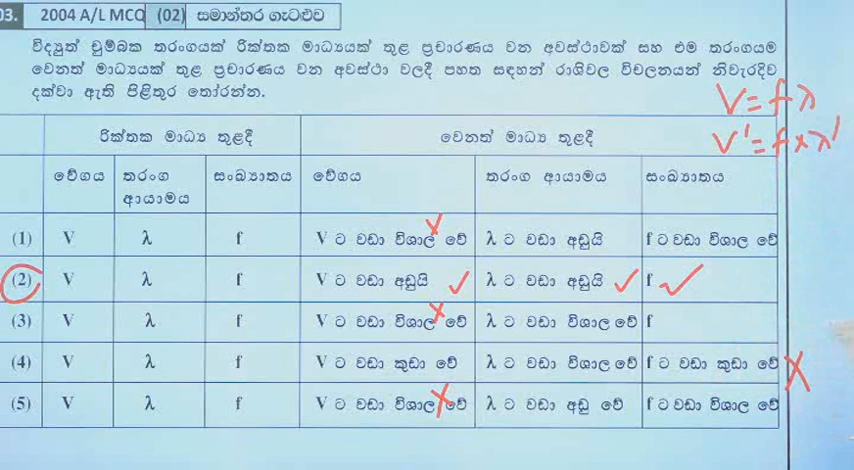 03. 2004 A/L MCQ (02) සමාන්තර ගැටළුව
විද්‍යුත් චුම්බක තරංගයක් රික්තක මාධ්‍යයක් තුළ ප්‍රචාරණය වන අවස්ථාවක් සහ එම තරංගයම
වෙනත් මාධ්‍යයක් තුළ ප්‍රචාරණය වන අවස්ථා වලදී පහත සඳහන් රාශිවල විචලනයන් නිවැරදිව
දක්වා ඇති පිළිතුර තෝරන්න.
V = f λ
රික්තක මාධ්‍ය තුළදී වෙනත් මාධ්‍ය තුළදී V' = f x λ'
වේගය තරංග ආයාමය සංඛ්‍යාතය වේගය තරංග ආයාමය සංඛ්‍යාතය
(1) V λ f V ට වඩා විශාල වේ λ ට වඩා අඩුයි f ට වඩා විශාල වේ
(2) V λ f V ට වඩා අඩුයි λ ට වඩා අඩුයි f
(3) V λ f V ට වඩා විශාල වේ λ ට වඩා විශාල වේ f
(4) V λ f V ට වඩා කුඩා වේ λ ට වඩා විශාල වේ f ට වඩා කුඩා වේ
(5) V λ f V ට වඩා විශාල වේ λ ට වඩා අඩු වේ f ට වඩා විශාල වේ